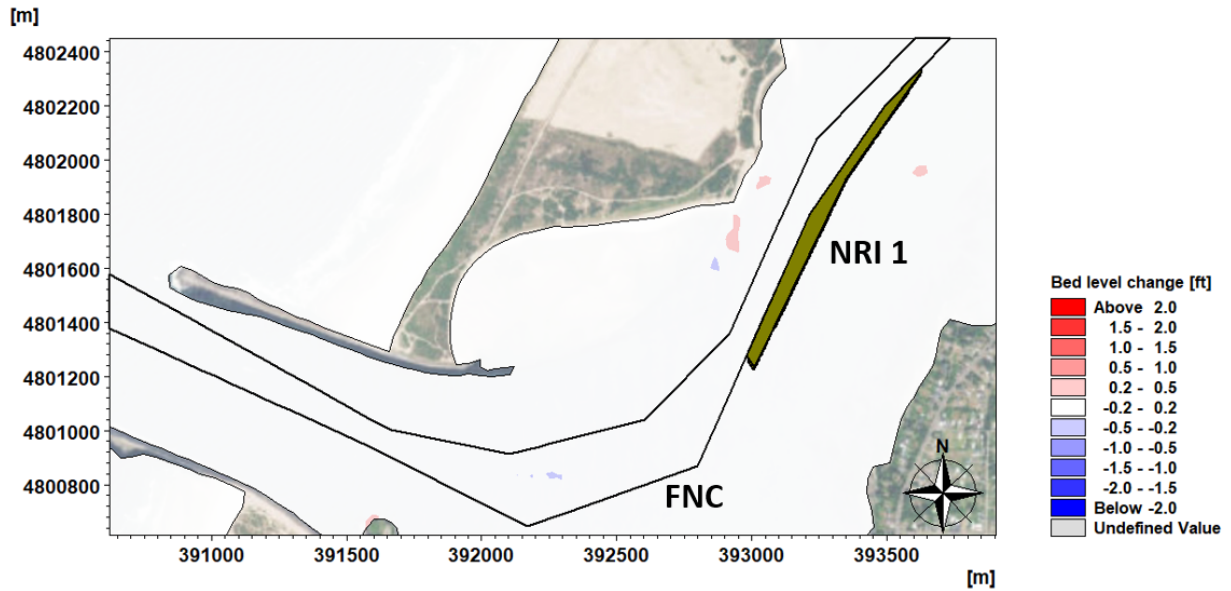 [m]
4802400
4802200
4802000
4801800
4801600
4801400
4801200
4801000
4800800
NRI 1
FNC
N
391000 391500 392000 392500 393000 393500
[m]
Bed level change [ft]
Above 2.0
1.5 - 2.0
1.0 - 1.5
0.5 - 1.0
0.2 - 0.5
-0.2 - 0.2
-0.5 - -0.2
-1.0 - -0.5
-1.5 - -1.0
-2.0 - -1.5
Below -2.0
Undefined Value